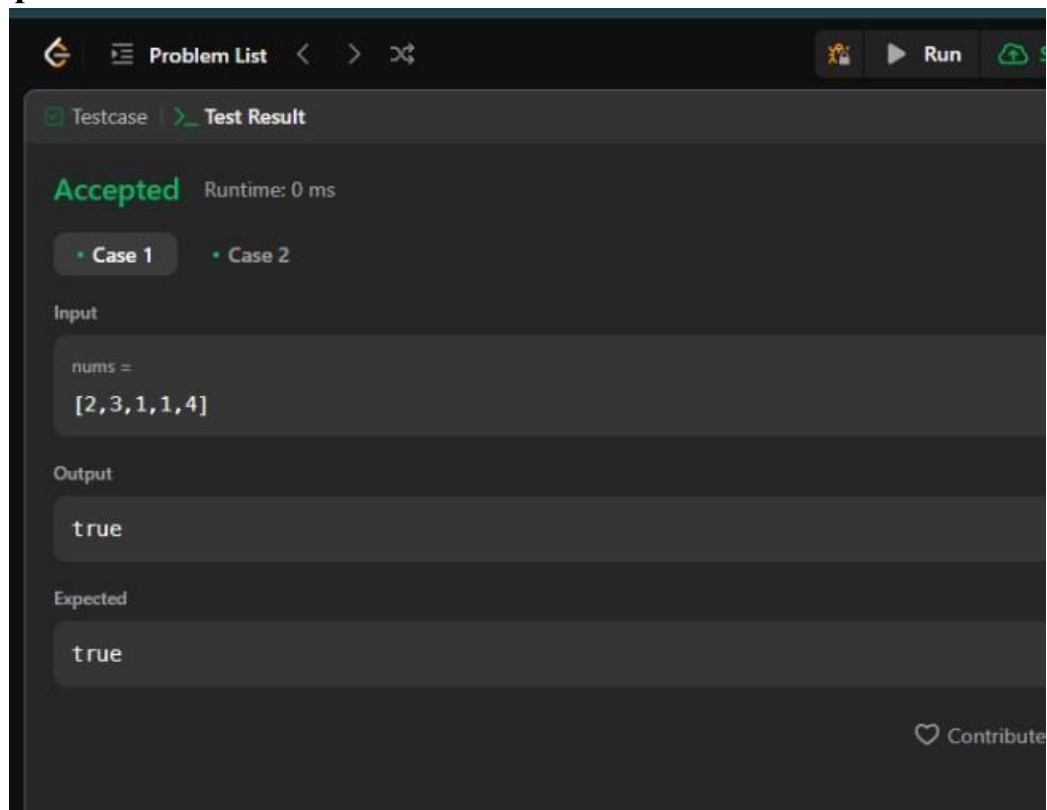 Problem List Run
Testcase Test Result
Accepted Runtime: 0 ms
Case 1 Case 2
Input
nums =
[2,3,1,1,4]
Output
true
Expected
true
Contribute